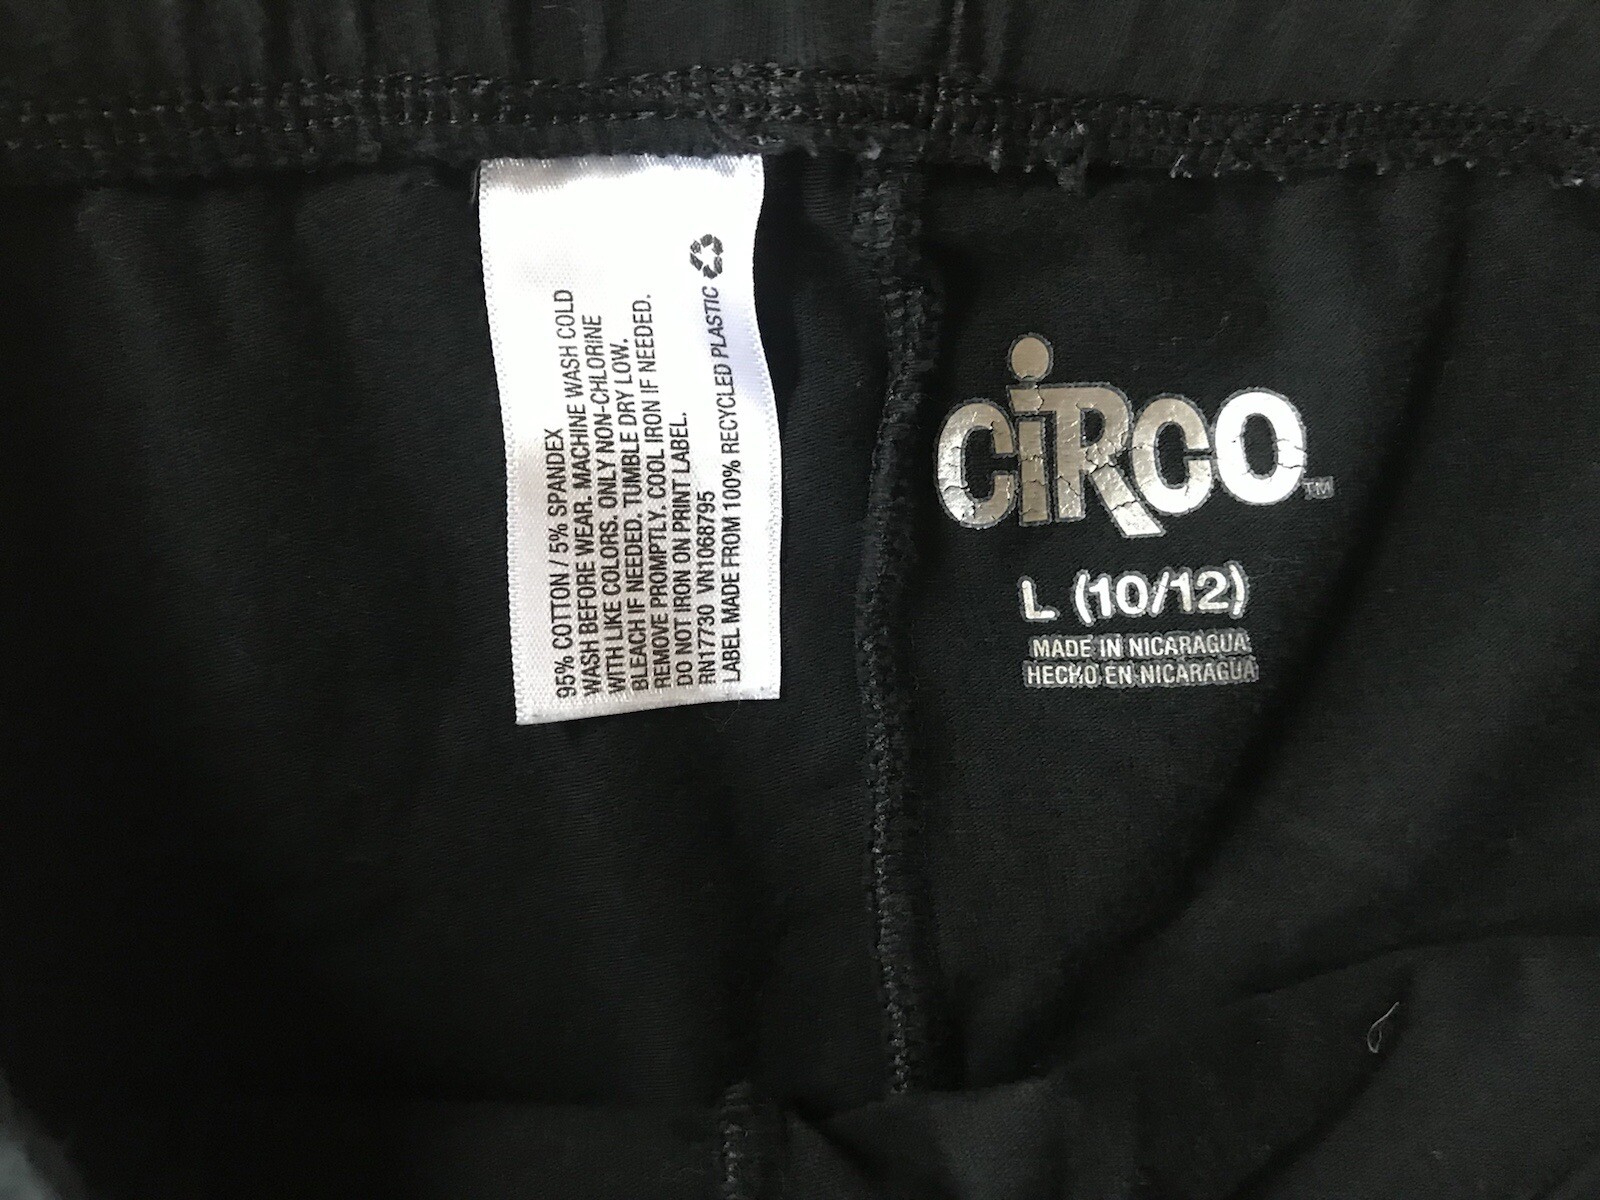 95% COTTON / 5% SPANDEX
WASH BEFORE WEAR. MACHINE WASH COLD
WITH LIKE COLORS. ONLY NON-CHLORINE
BLEACH IF NEEDED. TUMBLE DRY LOW.
REMOVE PROMPTLY. COOL IRON IF NEEDED.
DO NOT IRON ON PRINT LABEL.
RN17730 VN1068795
LABEL MADE FROM 100% RECYCLED PLASTIC
CiRCO TM
L (10/12)
MADE IN NICARAGUA
HECHO EN NICARAGUA